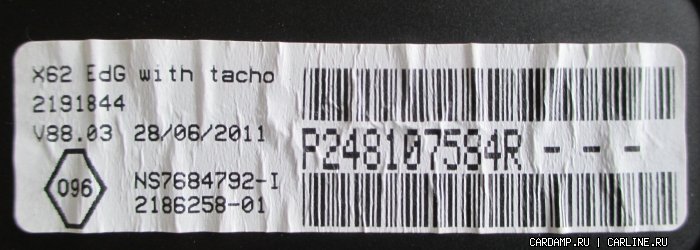 X62 EdG with tacho
2191844
V88.03 28/06/2011
P248107584R - - -
096
NS7684792-I
2186258-01
CARDAMP.RU | CARLINE.RU